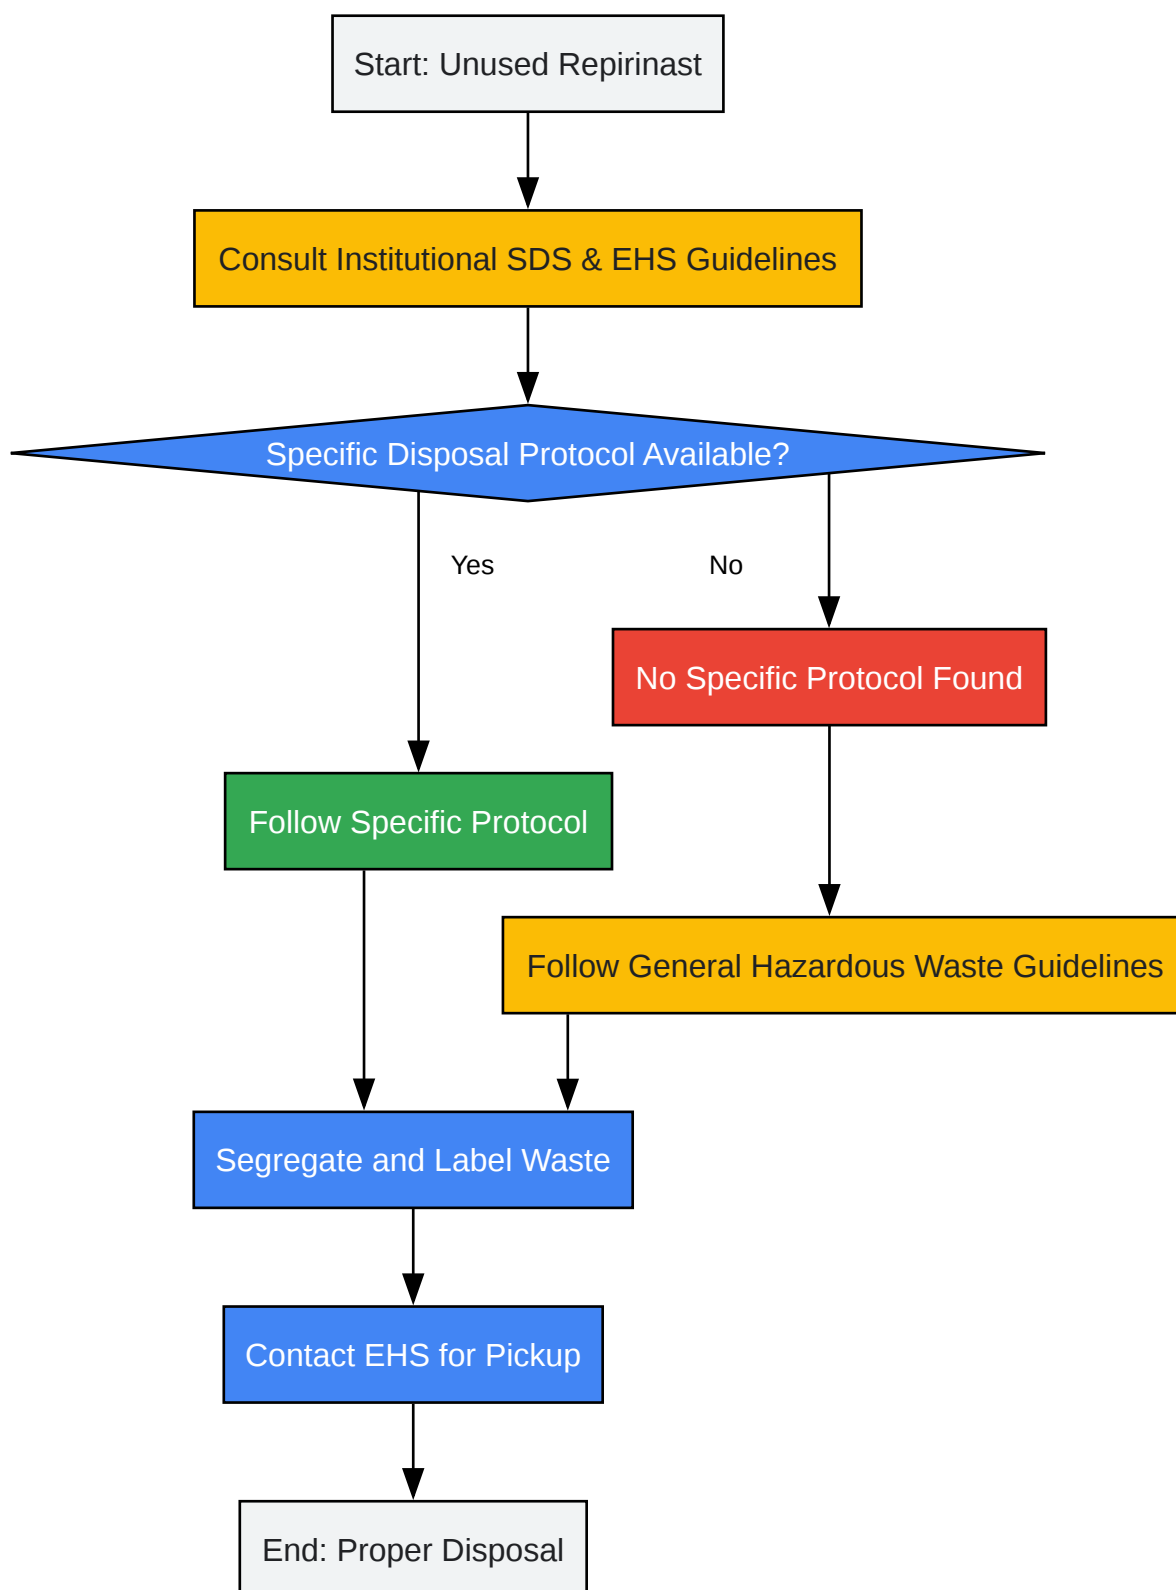 Start: Unused Repirinast
Consult Institutional SDS & EHS Guidelines
Specific Disposal Protocol Available?
Yes
No
No Specific Protocol Found
Follow Specific Protocol
Follow General Hazardous Waste Guidelines
Segregate and Label Waste
Contact EHS for Pickup
End: Proper Disposal